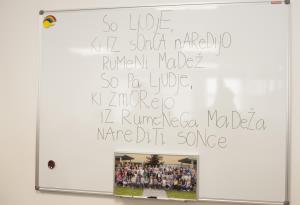 SO LJUDJE,
KI IZ SONCA NAREDIJO
RUMENI MADEŽ
SO PA LJUDJE,
KI ZMOREJO
IZ RUMENEGA MADEŽA
NAREDITI SONCE